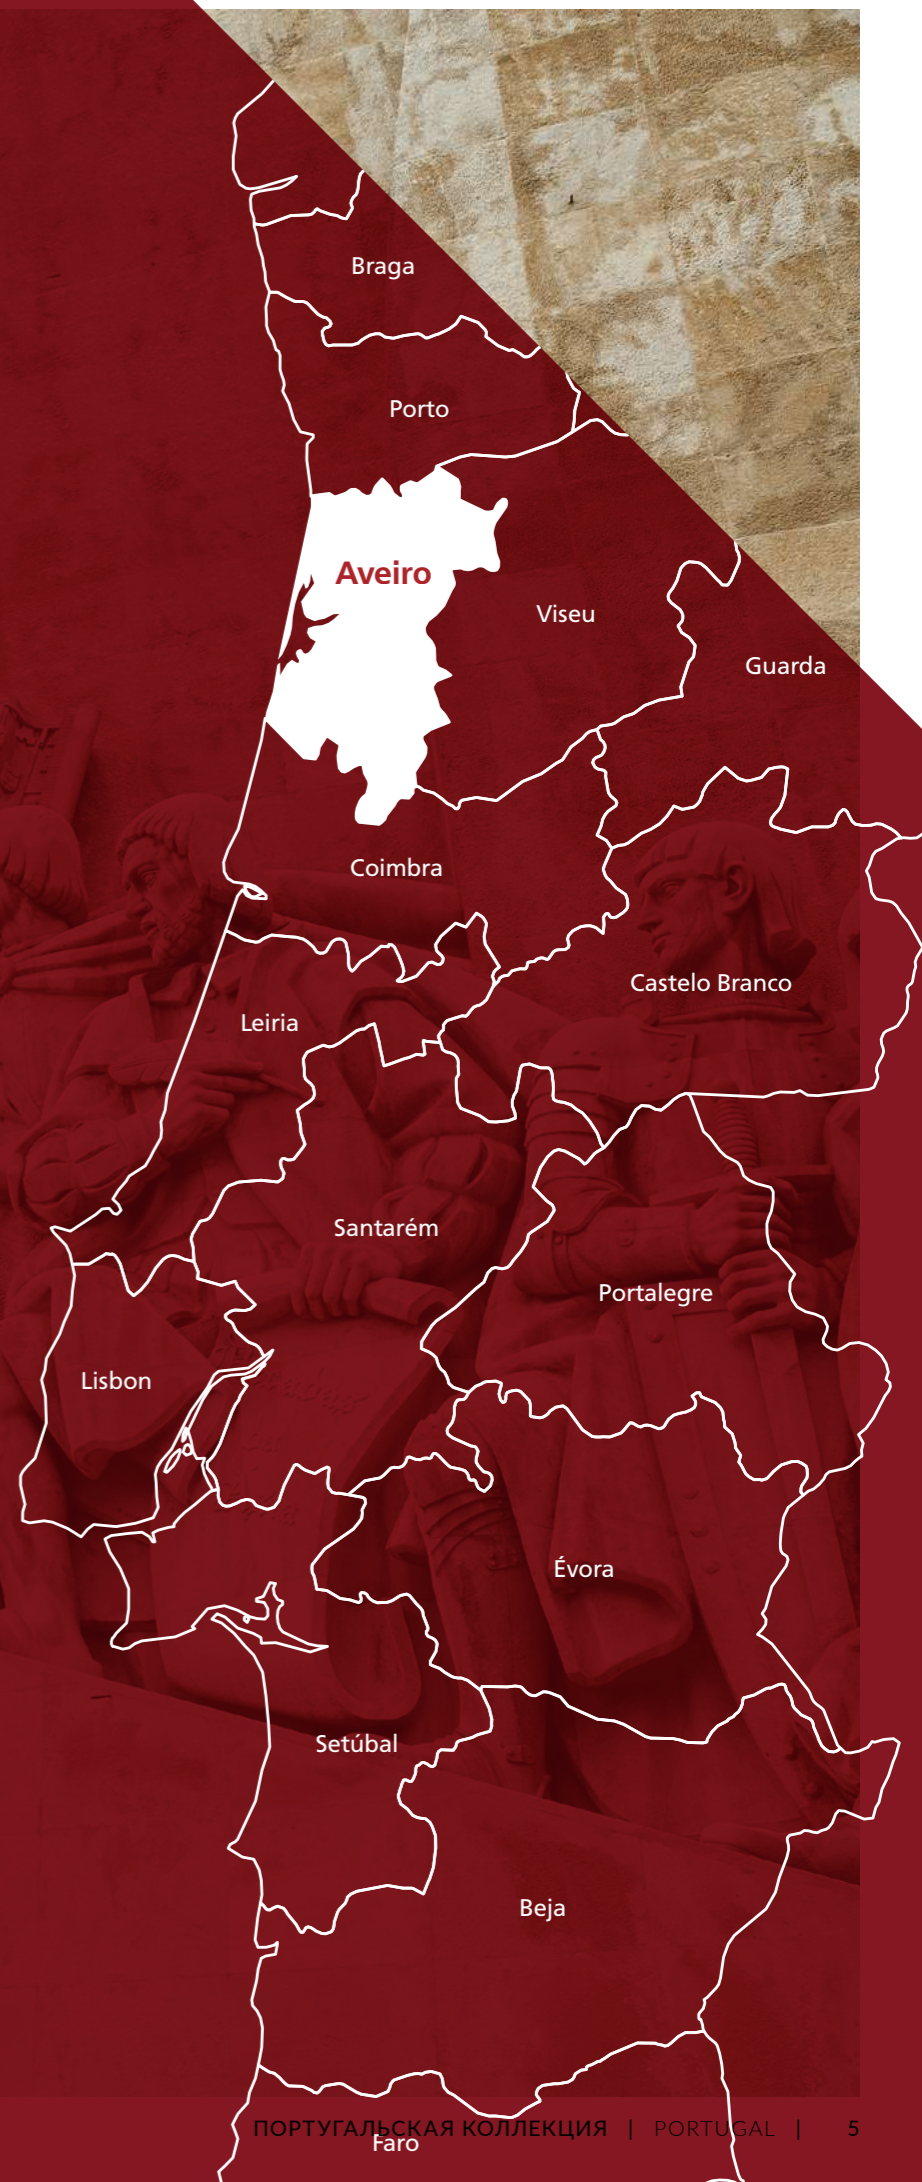 Braga
Porto
Aveiro
Viseu
Guarda
Coimbra
Castelo Branco
Leiria
Santarém
Portalegre
Lisbon
Évora
Setúbal
Beja
ПОРТУГАЛЬСКАЯ КОЛЛЕКЦИЯ | PORTUGAL | 5
Faro